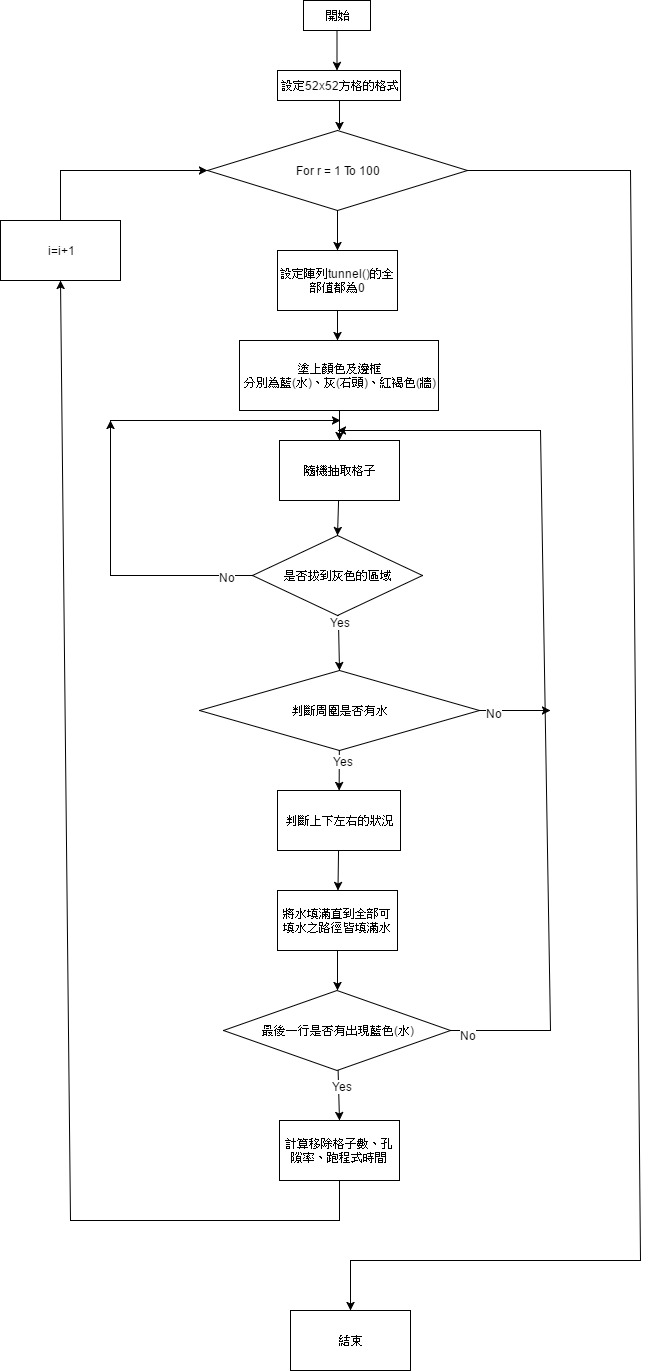 開始
設定52x52方格的格式
For r = 1 To 100
i=i+1
設定陣列tunnel()的全
部值都為0
塗上顏色及邊框
分別為藍(水)、灰(石頭)、紅褐色(牆)
隨機抽取格子
是否拔到灰色的區域
No
Yes
判斷周圍是否有水
No
Yes
判斷上下左右的狀況
將水填滿直到全部可
填水之路徑皆填滿水
最後一行是否有出現藍色(水)
No
Yes
計算移除格子數、孔
隙率、跑程式時間
結束